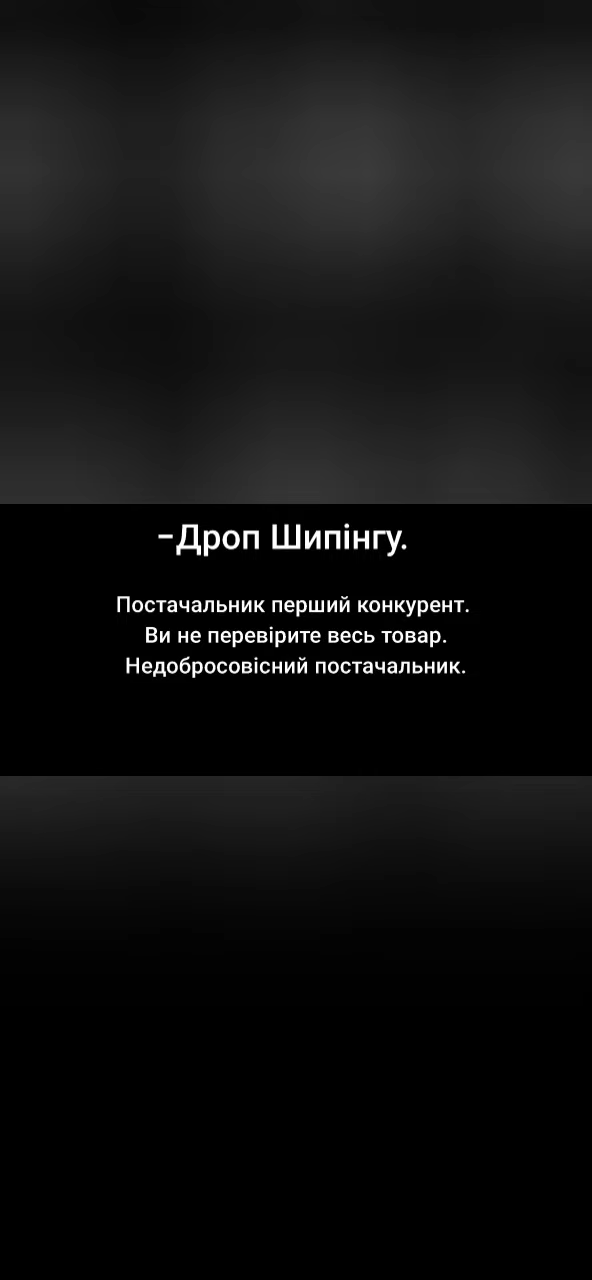 -Дроп Шипінгу.
Постачальник перший конкурент.
Ви не перевірите весь товар.
Недобросовісний постачальник.